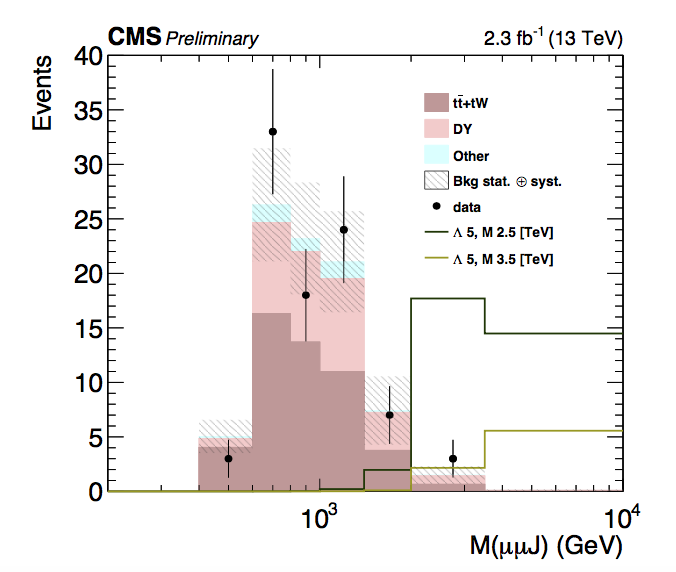 CMS Preliminary 2.3 fb⁻¹ (13 TeV)
Events
40
35
30
25
20
15
10
5
0
tt̄+tW
DY
Other
Bkg stat. ⊕ syst.
data
Λ 5, M 2.5 [TeV]
Λ 5, M 3.5 [TeV]
10³ 10⁴
M(μμJ) (GeV)